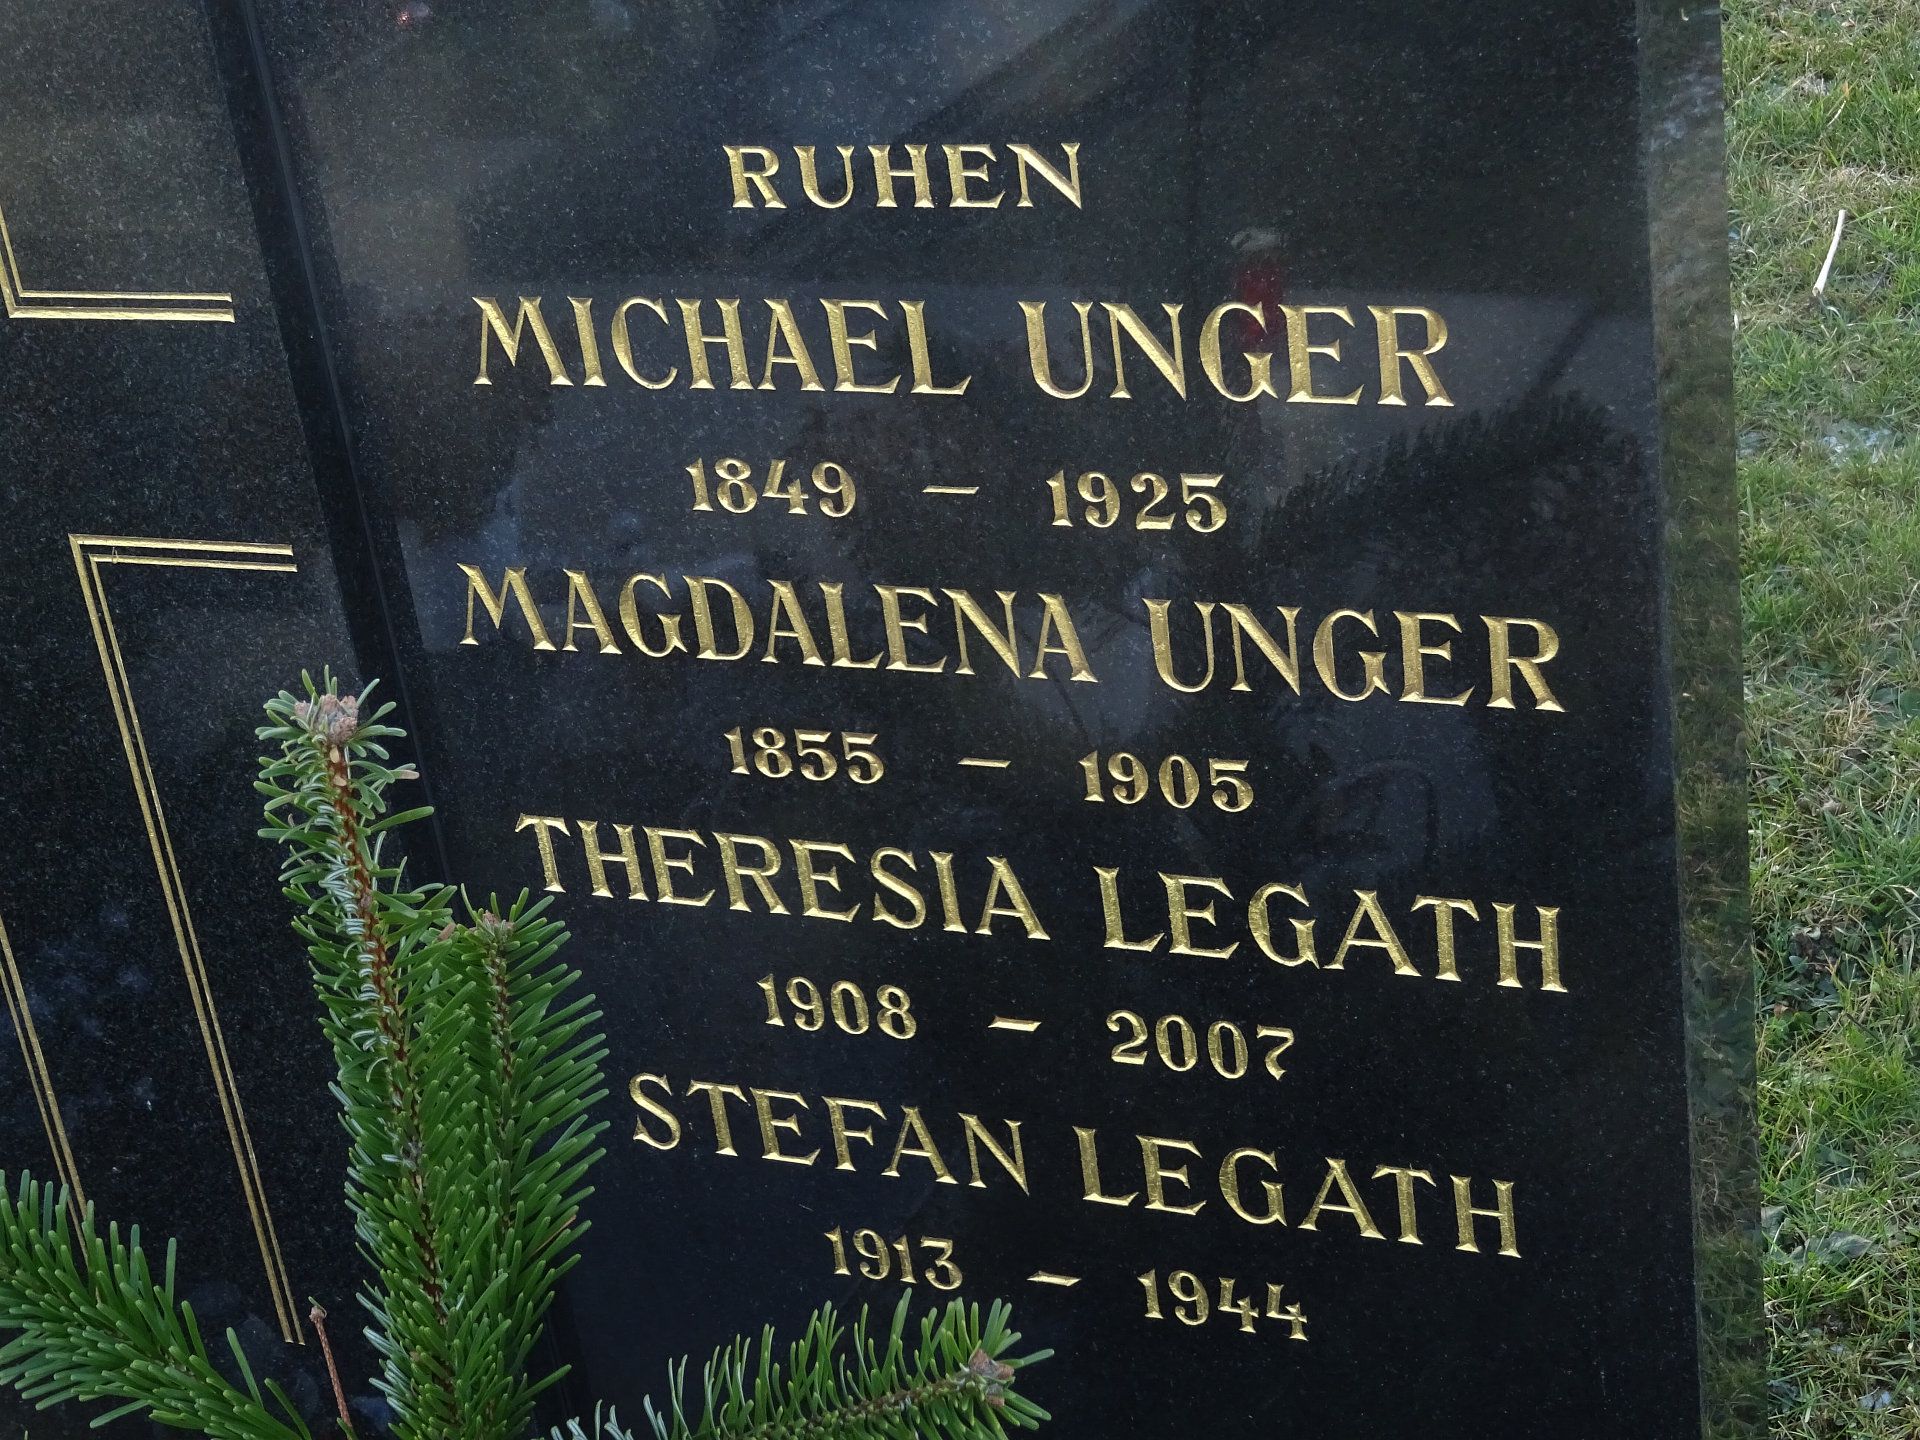 RUHEN
MICHAEL UNGER
1849 – 1925
MAGDALENA UNGER
1855 – 1905
THERESIA LEGATH
1908 – 2007
STEFAN LEGATH
1913 – 1944